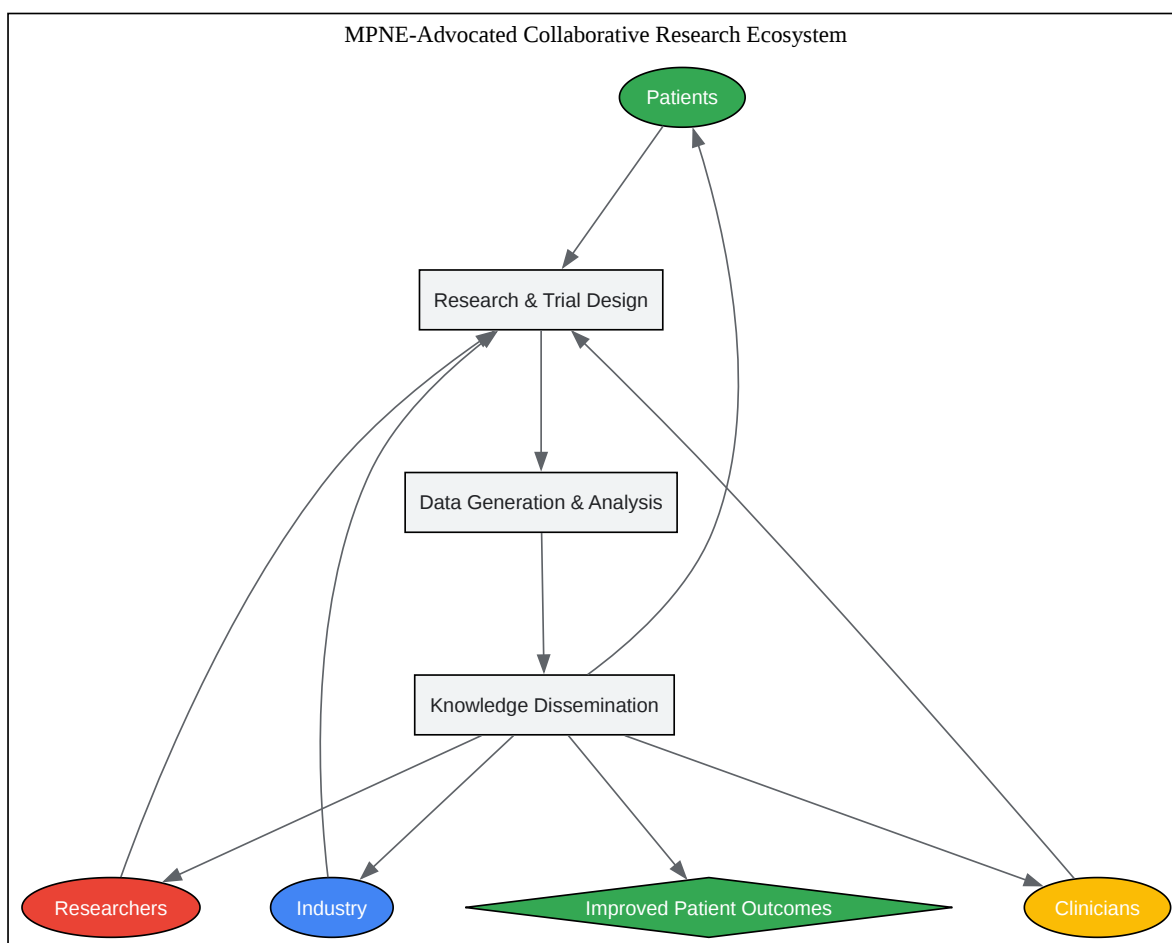 MPNE-Advocated Collaborative Research Ecosystem
Patients
Research & Trial Design
Data Generation & Analysis
Knowledge Dissemination
Researchers
Industry
Improved Patient Outcomes
Clinicians